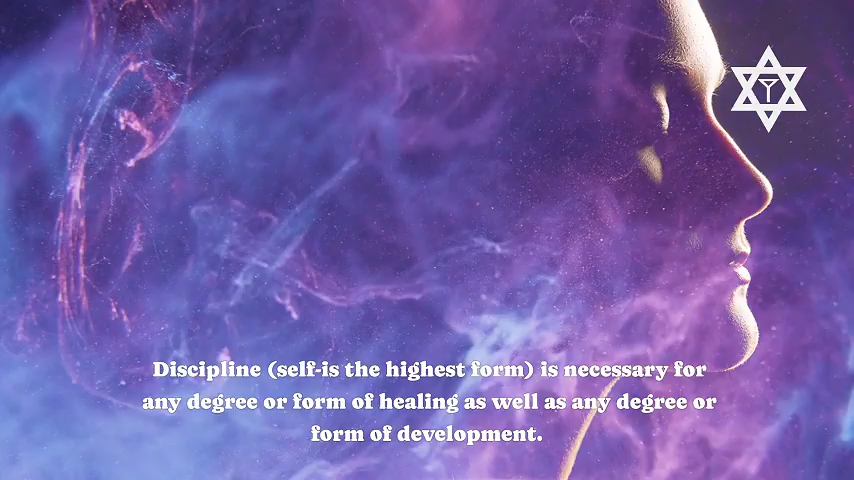 Discipline (self-is the highest form) is necessary for
any degree or form of healing as well as any degree or
form of development.